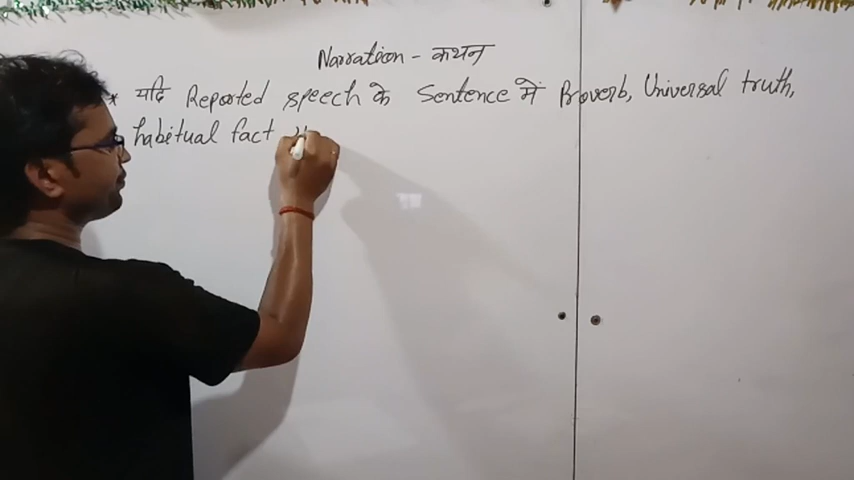 Narration - कथन
* यदि Reported speech के Sentence में Proverb, Universal truth,
habitual fact